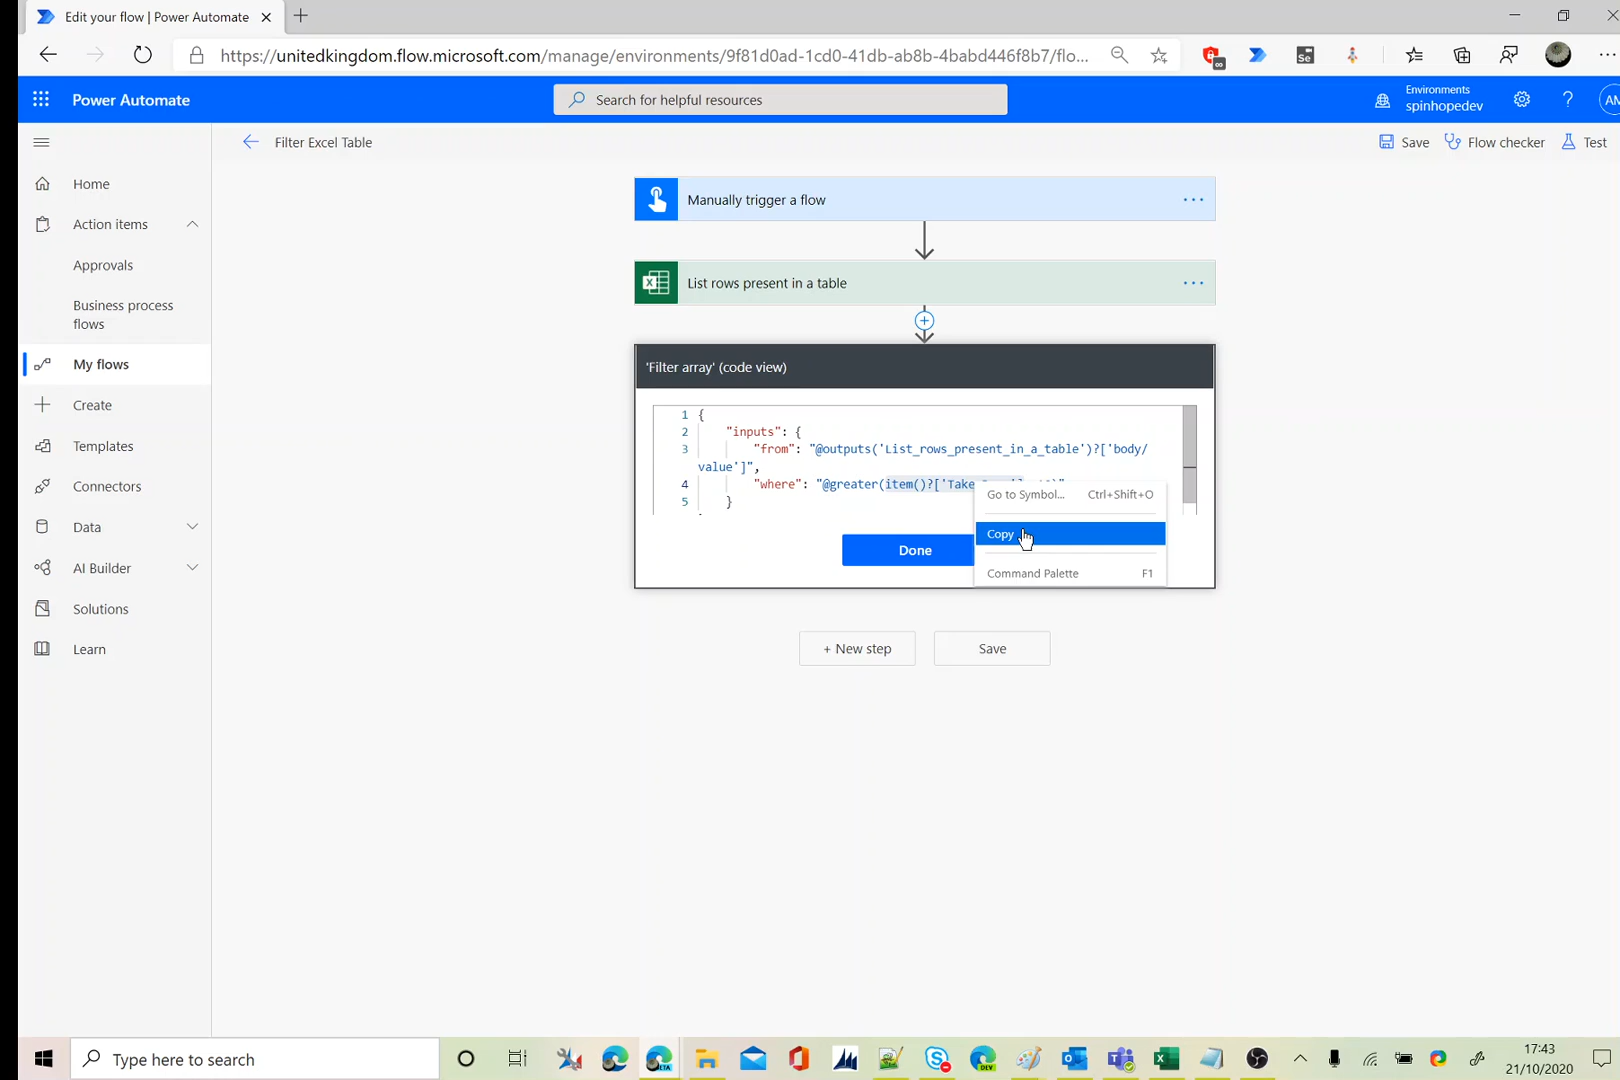 Edit your flow | Power Automate
https://unitedkingdom.flow.microsoft.com/manage/environments/9f81d0ad-1cd0-41db-ab8b-4babd446f8b7/flo...
Power Automate
Search for helpful resources
Environments
spinhopedev
AM
Filter Excel Table
Save
Flow checker
Test
Home
Action items
Approvals
Business process
flows
My flows
Create
Templates
Connectors
Data
AI Builder
Solutions
Learn
Manually trigger a flow
List rows present in a table
'Filter array' (code view)
1 {
2 "inputs": {
3 "from": "@outputs('List_rows_present_in_a_table')?['body/
value']",
4 "where": "@greater(item()?['Take
5 }
Go to Symbol... Ctrl+Shift+O
Copy
Command Palette F1
Done
+ New step
Save
Type here to search
17:43
21/10/2020